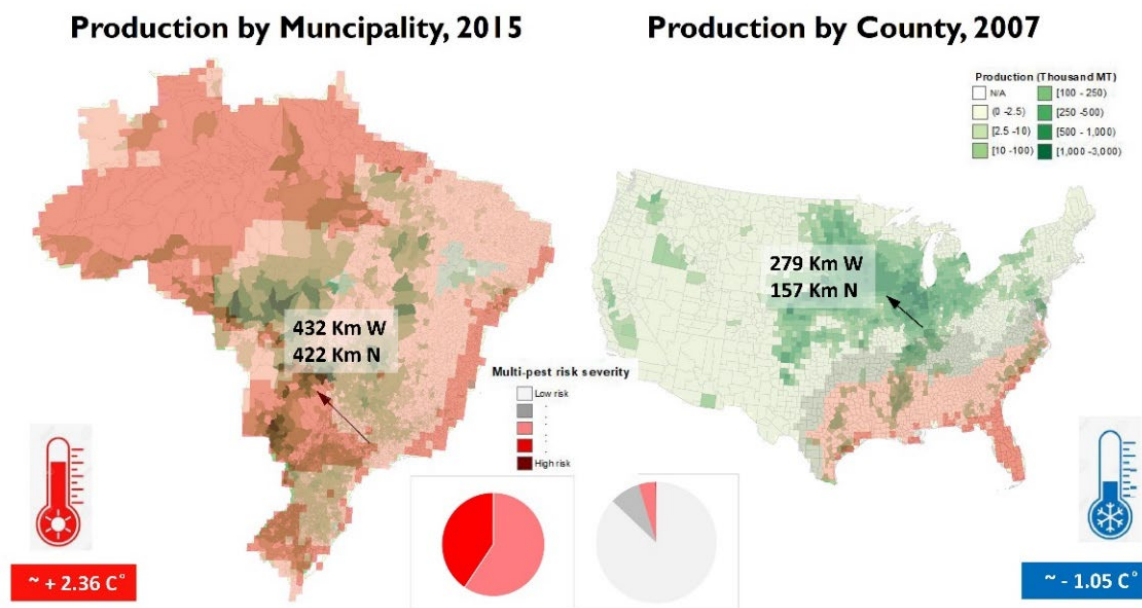 Production by Muncipality, 2015
Production by County, 2007
Production (Thousand MT)
N/A
(0 -2.5)
[2.5 -10)
[10 -100)
[100 - 250)
[250 -500)
[500 - 1,000)
[1,000 -3,000)
432 Km W
422 Km N
279 Km W
157 Km N
Multi-pest risk severity
Low risk
High risk
~ + 2.36 C°
~ - 1.05 C°